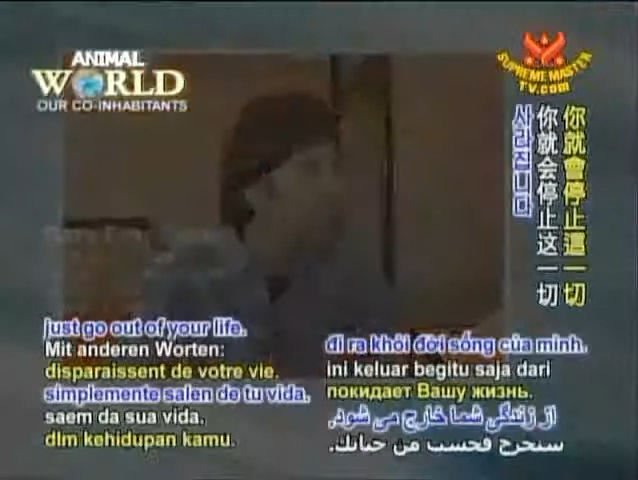 ANIMAL
WORLD
OUR CO-INHABITANTS
SUPREME MASTER
TV.com
你就會停止這一切
你就会停止这一切
사라집니다
just go out of your life.
Mit anderen Worten:
disparaissent de votre vie.
simplemente salen de tu vida,
saem da sua vida,
dlm kehidupan kamu.
đi ra khỏi đời sống của mình.
ini keluar begitu saja dari
покидает Вашу жизнь.
از زندگی شما خارج می شود.
ستخرج فحسب من حياتك.